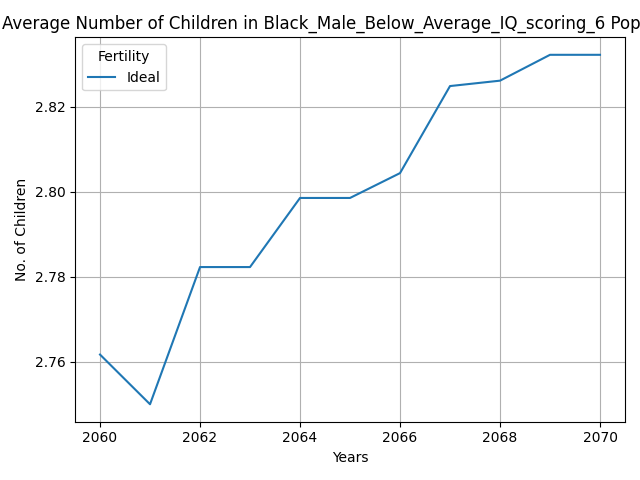 Average Number of Children in Black_Male_Below_Average_IQ_scoring_6 Pop
Fertility
Ideal
2.82
2.80
2.78
2.76
No. of Children
2060 2062 2064 2066 2068 2070
Years